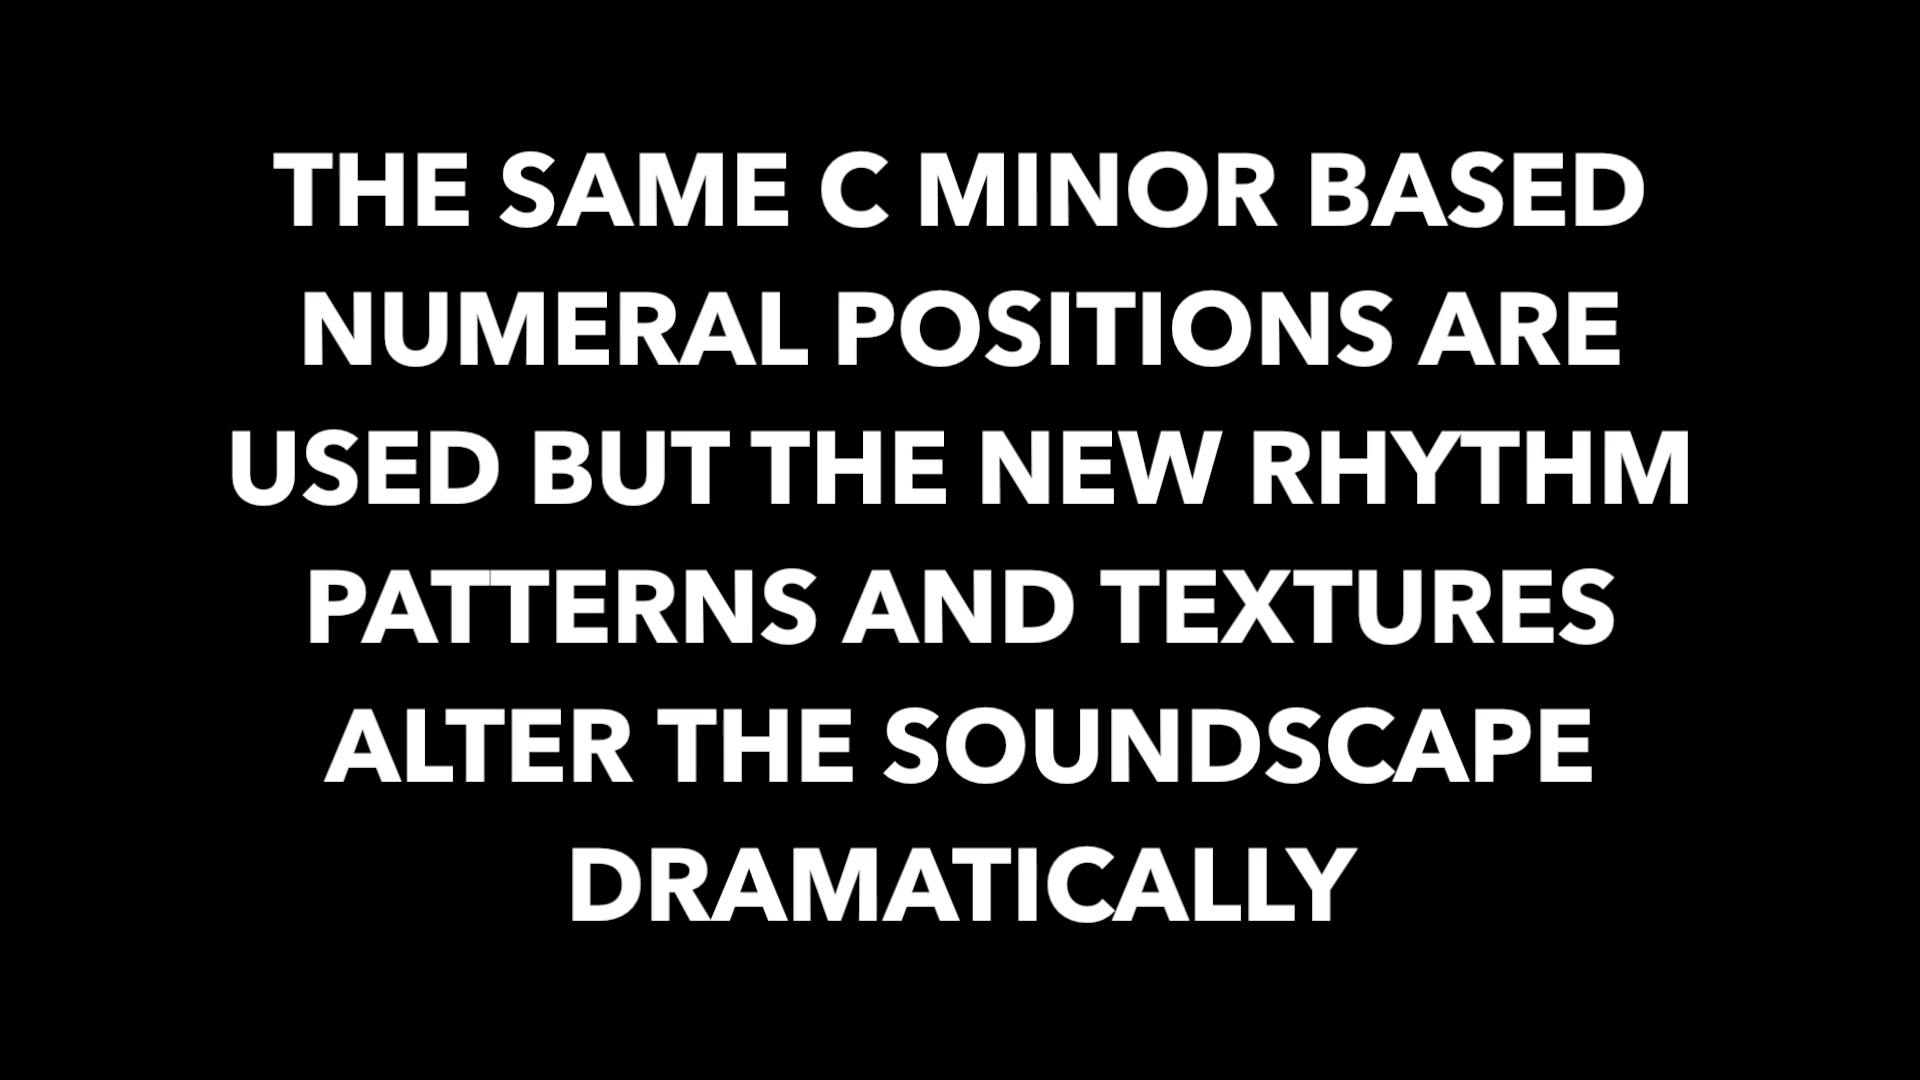 THE SAME C MINOR BASED
NUMERAL POSITIONS ARE
USED BUT THE NEW RHYTHM
PATTERNS AND TEXTURES
ALTER THE SOUNDSCAPE
DRAMATICALLY